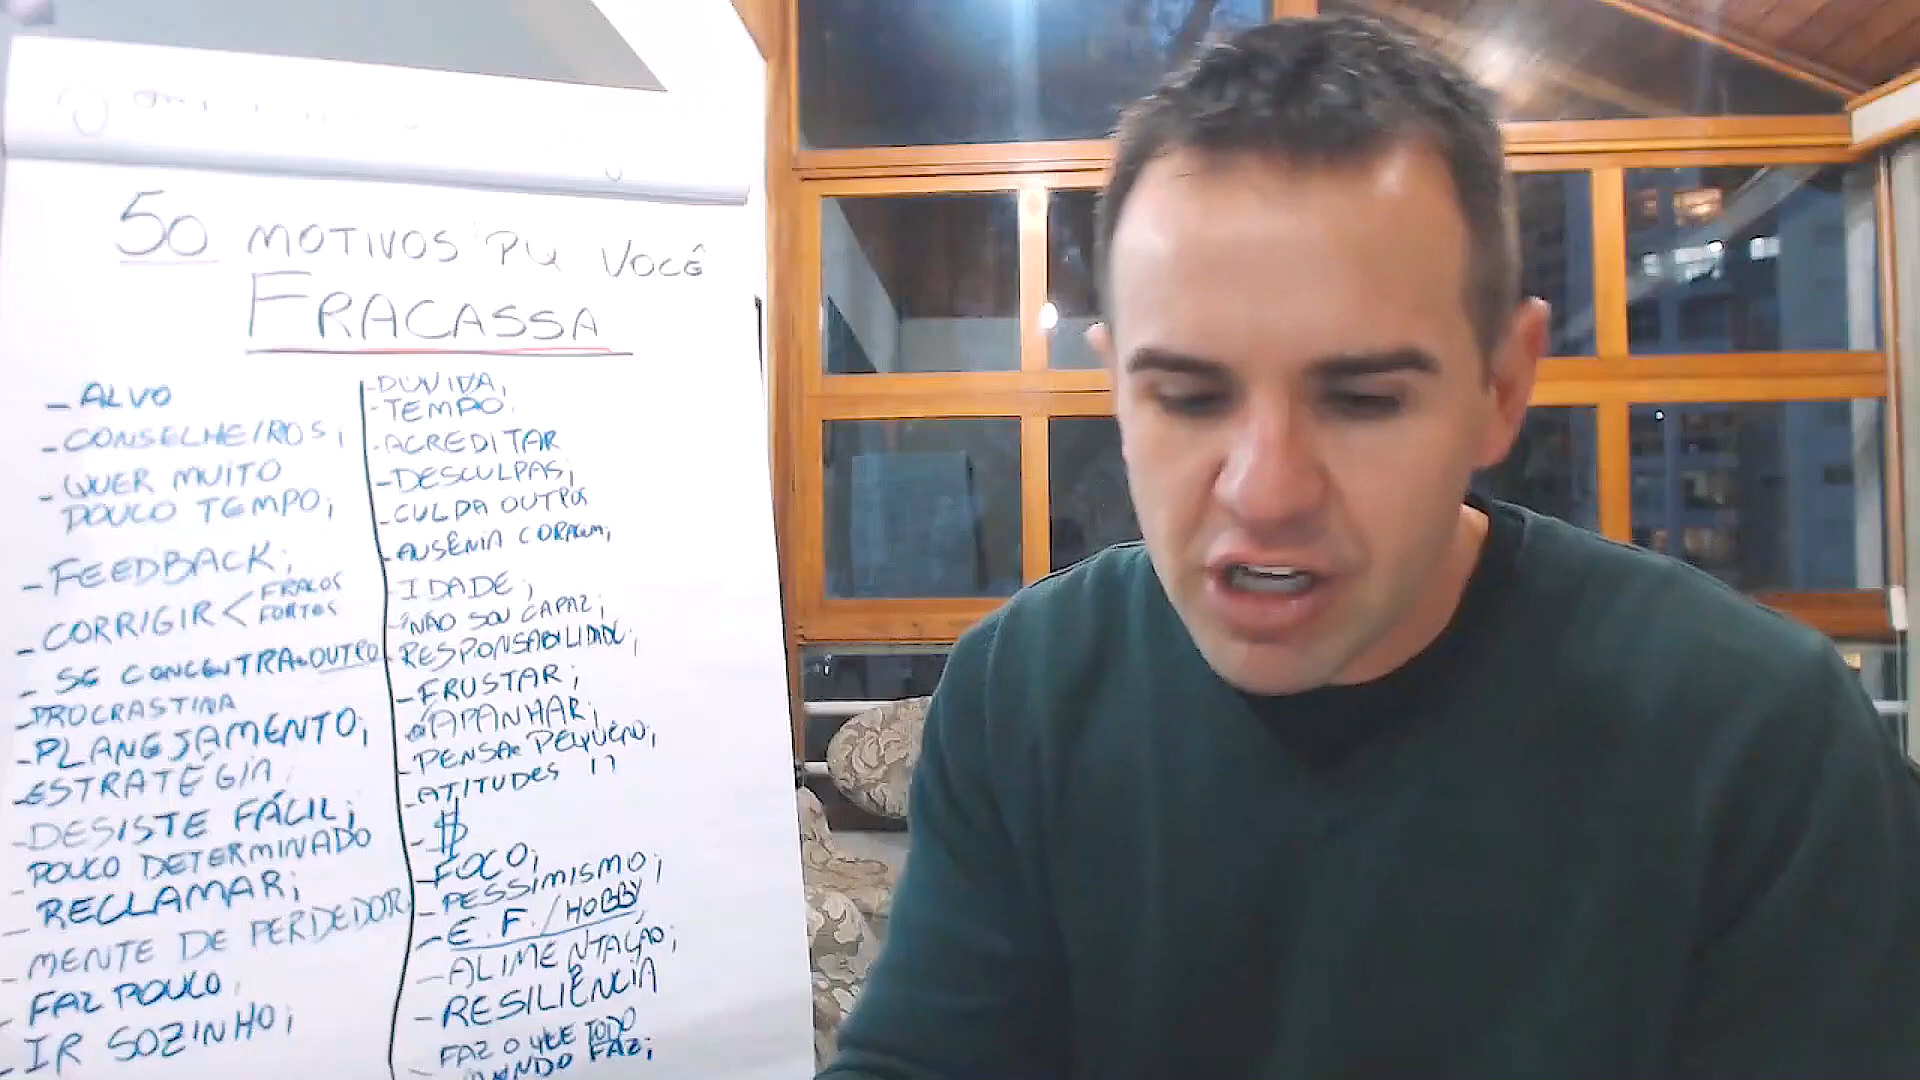 50 MOTIVOS PQ VOCÊ
FRACASSA
- ALVO
- CONSELHEIROS;
- QUER MUITO
POUCO TEMPO;
- FEEDBACK;
- CORRIGIR < FRACOS
FORTES
- SE CONCENTRA OUTRO
- PROCRASTINA
- PLANEJAMENTO;
- ESTRATÉGIA
- DESISTE FÁCIL;
- POUCO DETERMINADO
- RECLAMAR;
- MENTE DE PERDEDOR
- FAZ POUCO
- IR SOZINHO;
- DÚVIDA,
- TEMPO
- ACREDITAR
- DESCULPAS;
- CULPA OUTROS
- AUSÊNIA CORAGEM;
- IDADE;
- NÃO SOU CAPAZ;
- RESPONSABILIDADE;
- FRUSTAR;
APANHAR;
- PENSAR PEQUENO;
- ATITUDES
- $
- FOCO;
- PESSIMISMO;
- E.F./HOBBY
- ALIMENTAÇÃO;
- RESILIÊNCIA
FAZ O QUE TODO
MUNDO FAZ;